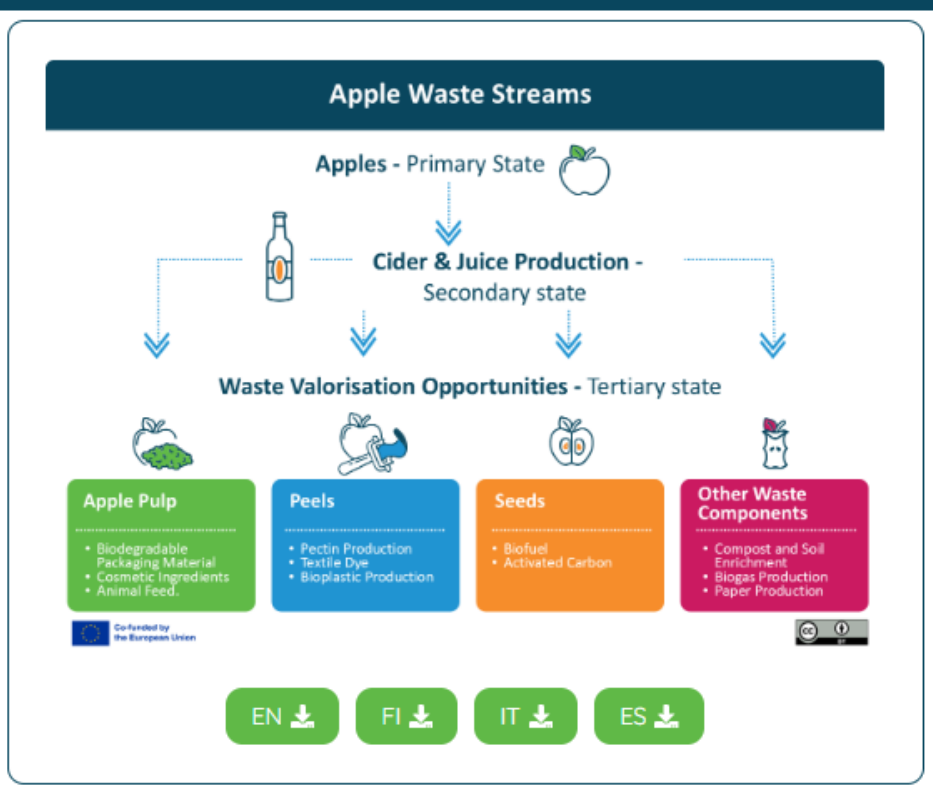 Apple Waste Streams
Apples - Primary State
Cider & Juice Production -
Secondary state
Waste Valorisation Opportunities - Tertiary state
Apple Pulp
• Biodegradable
Packaging Material
• Cosmetic Ingredients
• Animal Feed.
Peels
• Pectin Production
• Textile Dye
• Bioplastic Production
Seeds
• Biofuel
• Activated Carbon
Other Waste
Components
• Compost and Soil
Enrichment
• Biogas Production
• Paper Production
Co-funded by
the European Union
cc
BY
EN
FI
IT
ES